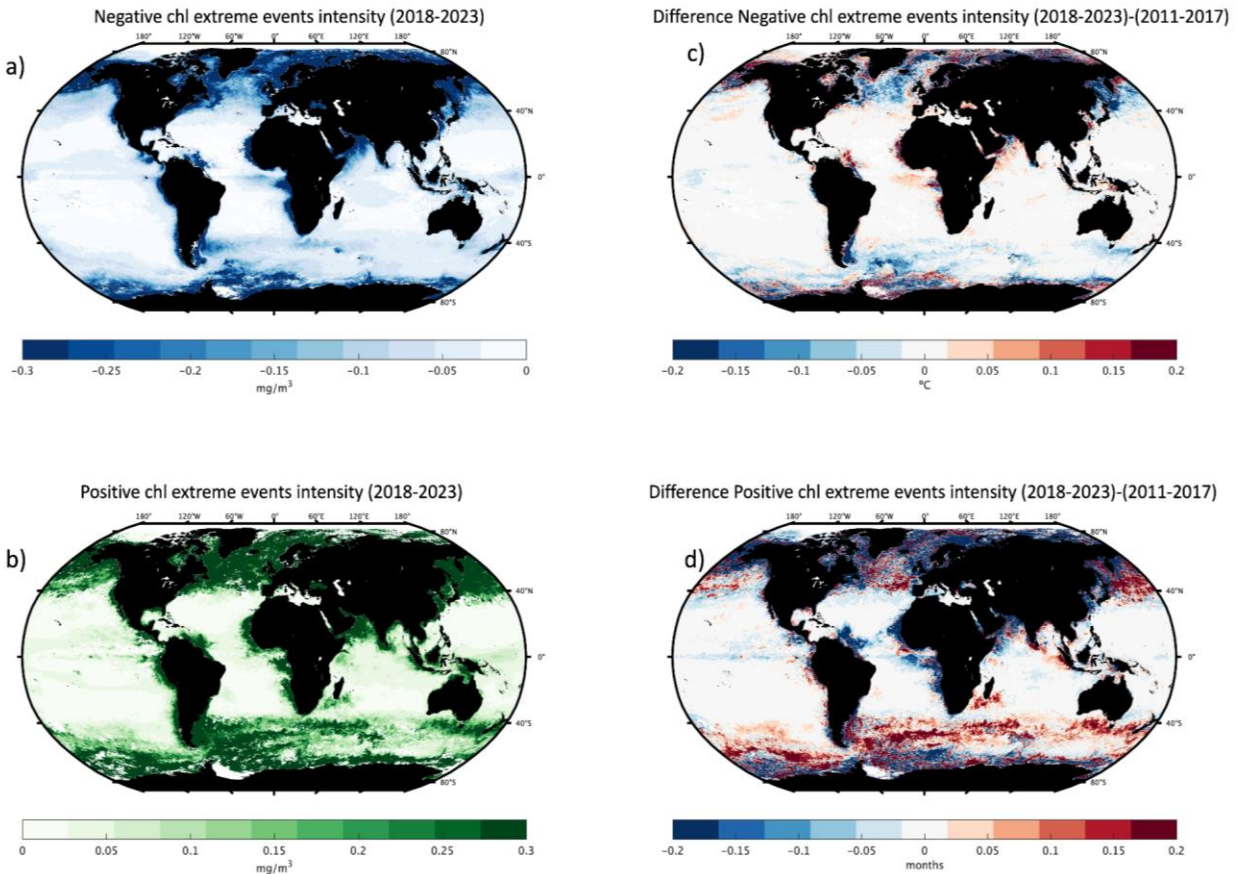 Negative chl extreme events intensity (2018-2023)
a)
180° 120°W 60°W 0° 60°E 120°E 180°
80°N
40°N
0°
40°S
80°S
−0.3 −0.25 −0.2 −0.15 −0.1 −0.05 0
mg/m³
Difference Negative chl extreme events intensity (2018-2023)-(2011-2017)
c)
180° 120°W 60°W 0° 60°E 120°E 180°
80°N
40°N
0°
40°S
80°S
−0.2 −0.15 −0.1 −0.05 0 0.05 0.1 0.15 0.2
°C
Positive chl extreme events intensity (2018-2023)
b)
180° 120°W 60°W 0° 60°E 120°E 180°
80°N
40°N
0°
40°S
80°S
0 0.05 0.1 0.15 0.2 0.25 0.3
mg/m³
Difference Positive chl extreme events intensity (2018-2023)-(2011-2017)
d)
180° 120°W 60°W 0° 60°E 120°E 180°
80°N
40°N
0°
40°S
80°S
−0.2 −0.15 −0.1 −0.05 0 0.05 0.1 0.15 0.2
months